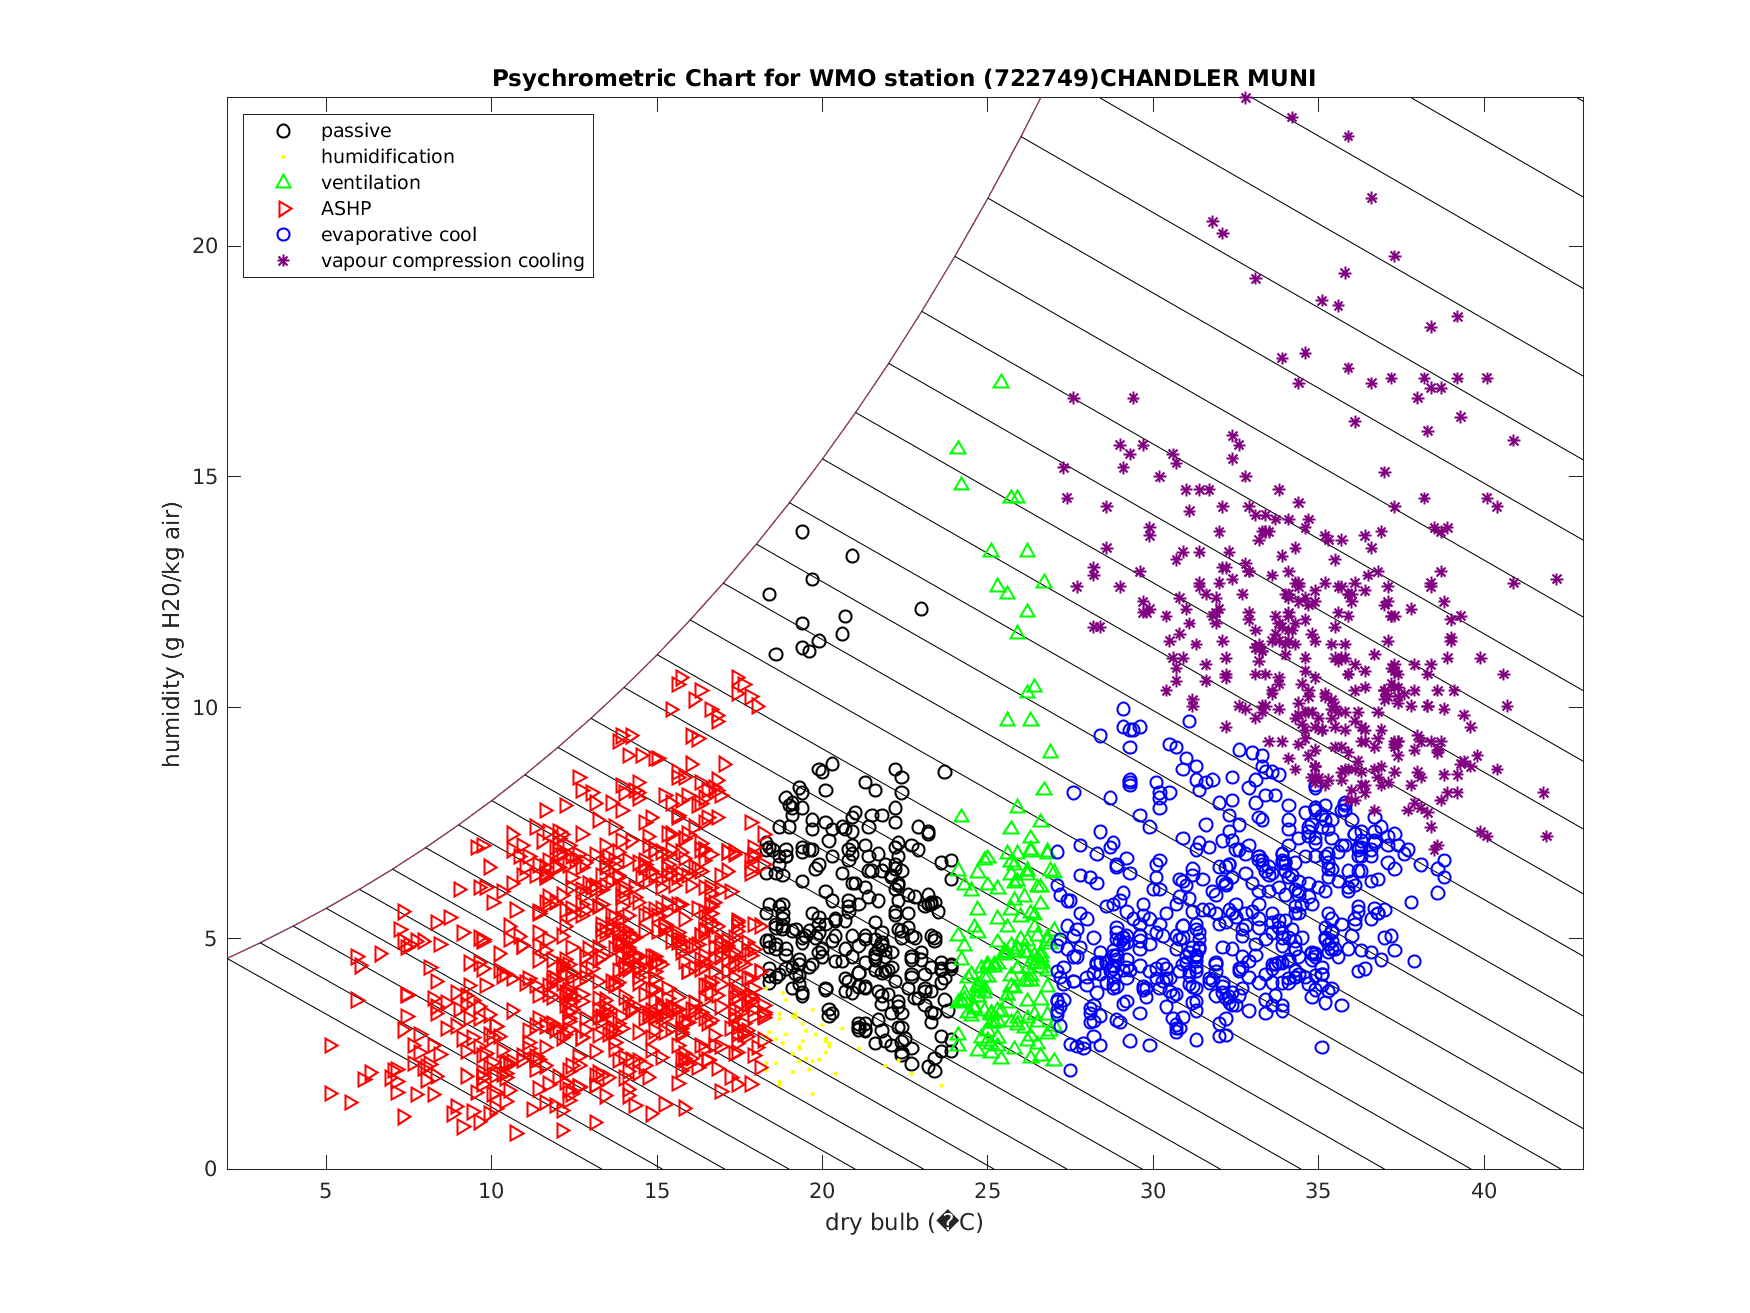 Psychrometric Chart for WMO station (722749)CHANDLER MUNI
passive
humidification
ventilation
ASHP
evaporative cool
vapour compression cooling
humidity (g H20/kg air)
20
15
10
5
0
5 10 15 20 25 30 35 40
dry bulb (�C)